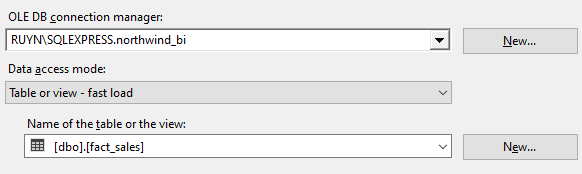 OLE DB connection manager:
RUYN\SQLEXPRESS.northwind_bi
New...
Data access mode:
Table or view - fast load
Name of the table or the view:
[dbo].[fact_sales]
New...